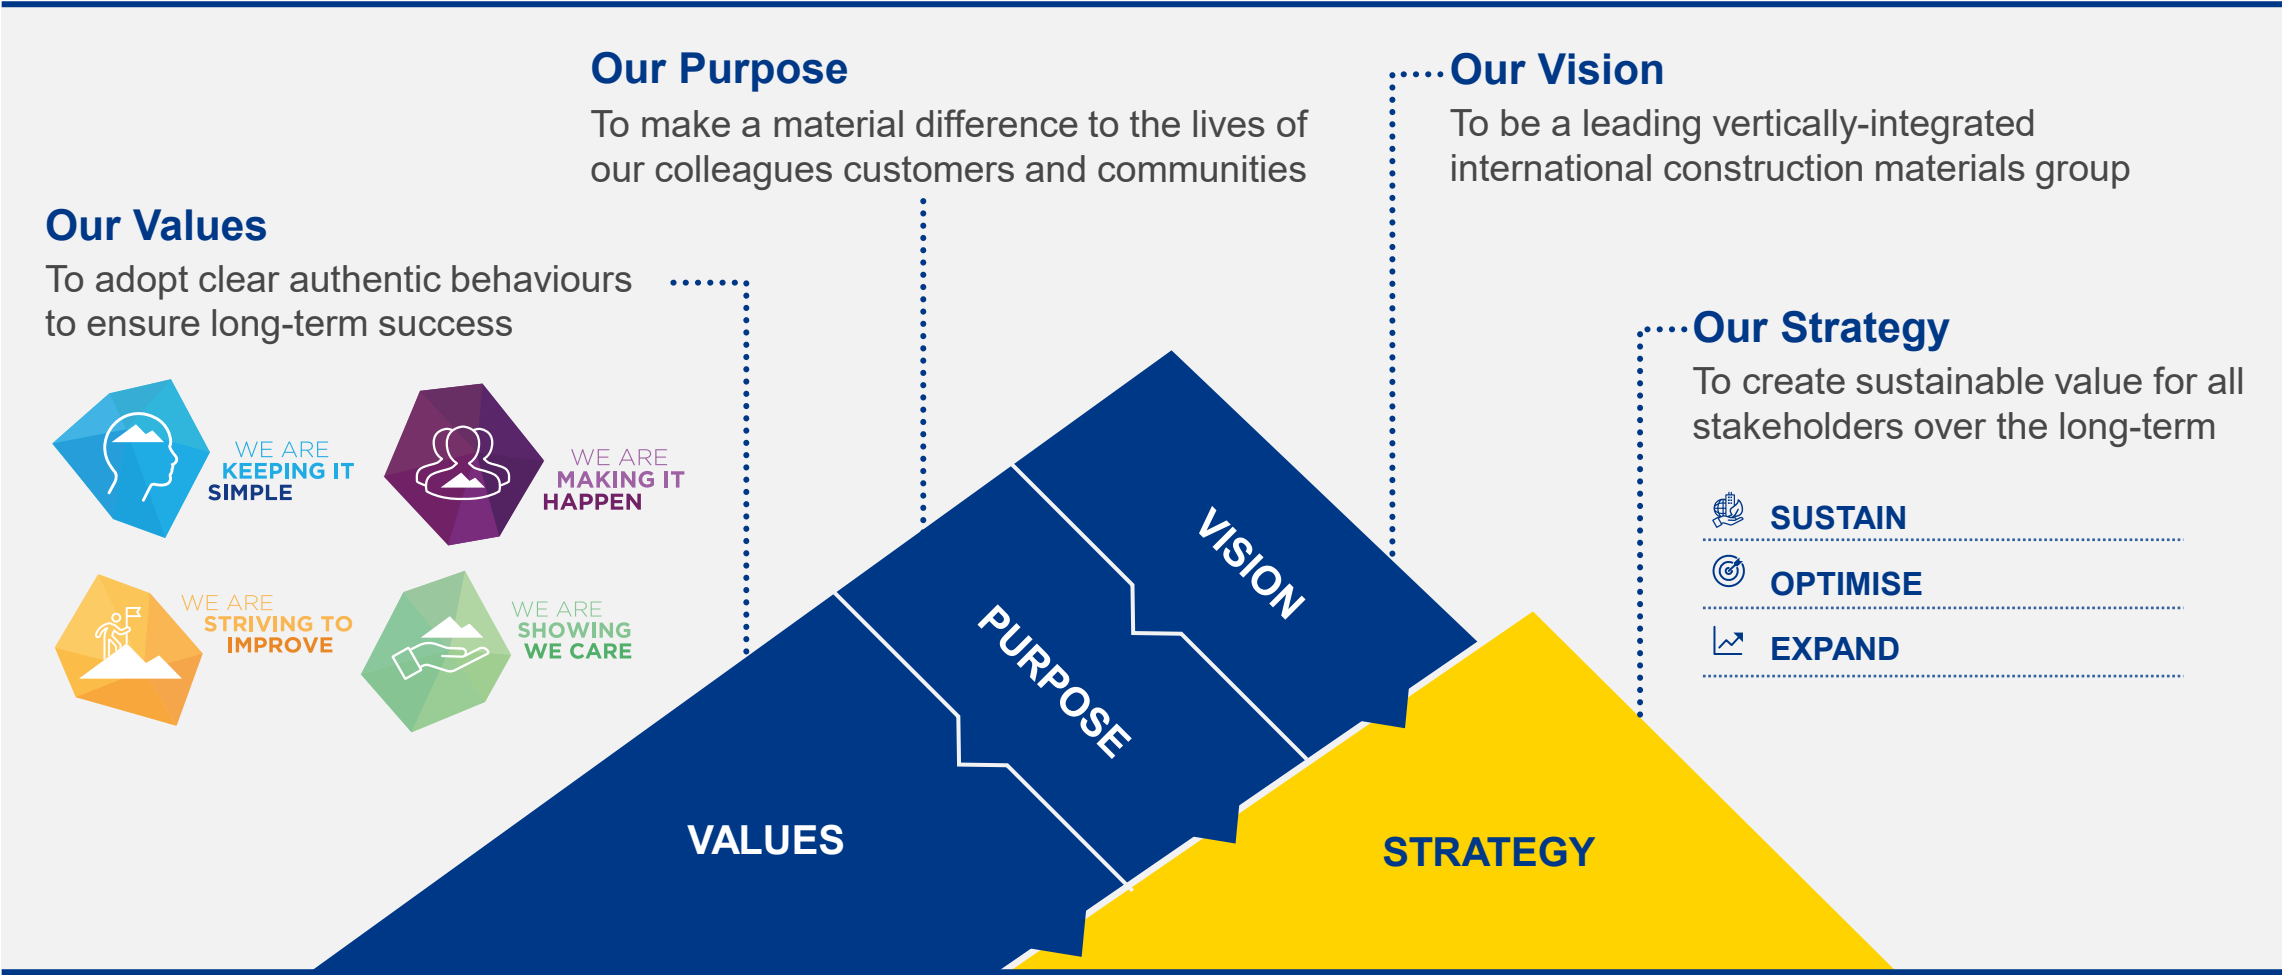 Our Purpose
To make a material difference to the lives of
our colleagues customers and communities
Our Vision
To be a leading vertically-integrated
international construction materials group
Our Values
To adopt clear authentic behaviours
to ensure long-term success
WE ARE
KEEPING IT
SIMPLE
WE ARE
MAKING IT
HAPPEN
WE ARE
STRIVING TO
IMPROVE
WE ARE
SHOWING
WE CARE
Our Strategy
To create sustainable value for all
stakeholders over the long-term
SUSTAIN
OPTIMISE
EXPAND
VISION
PURPOSE
VALUES
STRATEGY